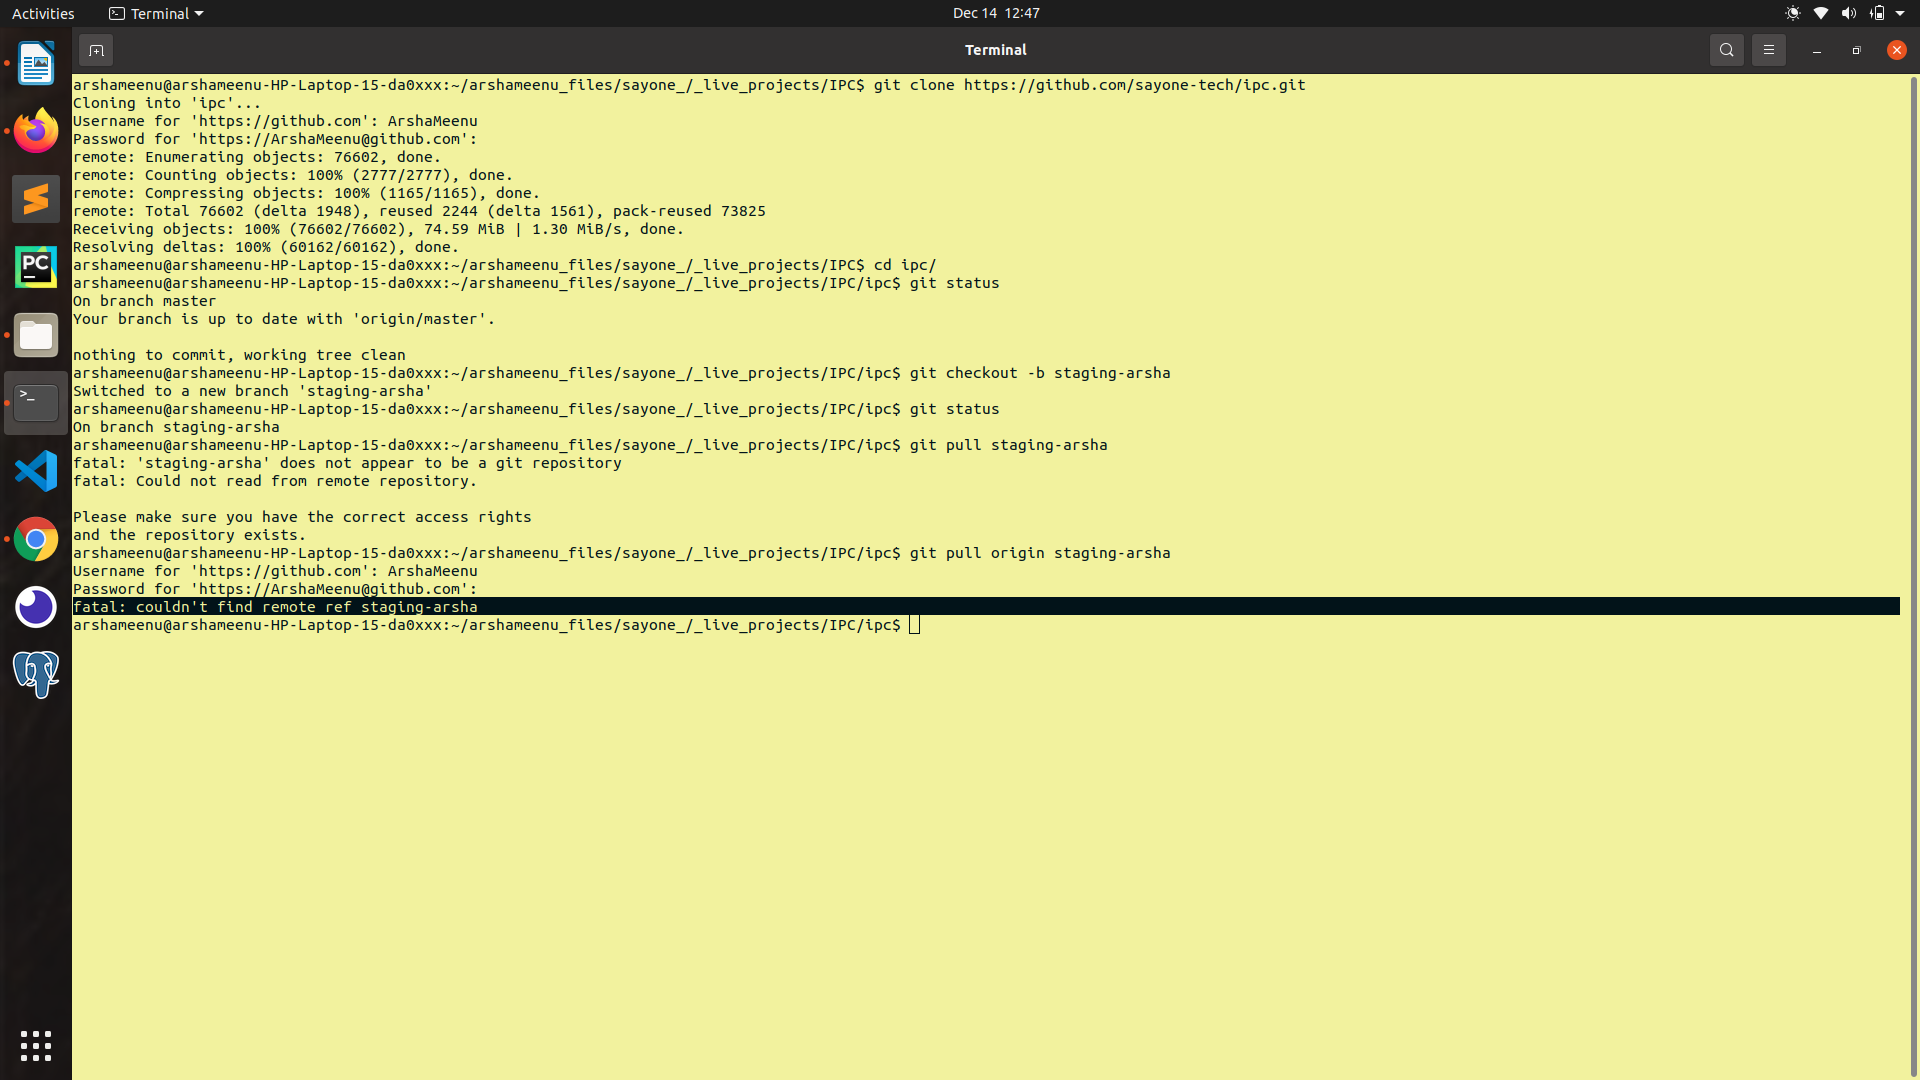 Activities
Terminal
Dec 14 12:47
Terminal
arshameenu@arshameenu-HP-Laptop-15-da0xxx:~/arshameenu_files/sayone_/_live_projects/IPC$ git clone https://github.com/sayone-tech/ipc.git
Cloning into 'ipc'...
Username for 'https://github.com': ArshaMeenu
Password for 'https://ArshaMeenu@github.com':
remote: Enumerating objects: 76602, done.
remote: Counting objects: 100% (2777/2777), done.
remote: Compressing objects: 100% (1165/1165), done.
remote: Total 76602 (delta 1948), reused 2244 (delta 1561), pack-reused 73825
Receiving objects: 100% (76602/76602), 74.59 MiB | 1.30 MiB/s, done.
Resolving deltas: 100% (60162/60162), done.
arshameenu@arshameenu-HP-Laptop-15-da0xxx:~/arshameenu_files/sayone_/_live_projects/IPC$ cd ipc/
arshameenu@arshameenu-HP-Laptop-15-da0xxx:~/arshameenu_files/sayone_/_live_projects/IPC/ipc$ git status
On branch master
Your branch is up to date with 'origin/master'.
nothing to commit, working tree clean
arshameenu@arshameenu-HP-Laptop-15-da0xxx:~/arshameenu_files/sayone_/_live_projects/IPC/ipc$ git checkout -b staging-arsha
Switched to a new branch 'staging-arsha'
arshameenu@arshameenu-HP-Laptop-15-da0xxx:~/arshameenu_files/sayone_/_live_projects/IPC/ipc$ git status
On branch staging-arsha
arshameenu@arshameenu-HP-Laptop-15-da0xxx:~/arshameenu_files/sayone_/_live_projects/IPC/ipc$ git pull staging-arsha
fatal: 'staging-arsha' does not appear to be a git repository
fatal: Could not read from remote repository.
Please make sure you have the correct access rights
and the repository exists.
arshameenu@arshameenu-HP-Laptop-15-da0xxx:~/arshameenu_files/sayone_/_live_projects/IPC/ipc$ git pull origin staging-arsha
Username for 'https://github.com': ArshaMeenu
Password for 'https://ArshaMeenu@github.com':
fatal: couldn't find remote ref staging-arsha
arshameenu@arshameenu-HP-Laptop-15-da0xxx:~/arshameenu_files/sayone_/_live_projects/IPC/ipc$
PC
>_